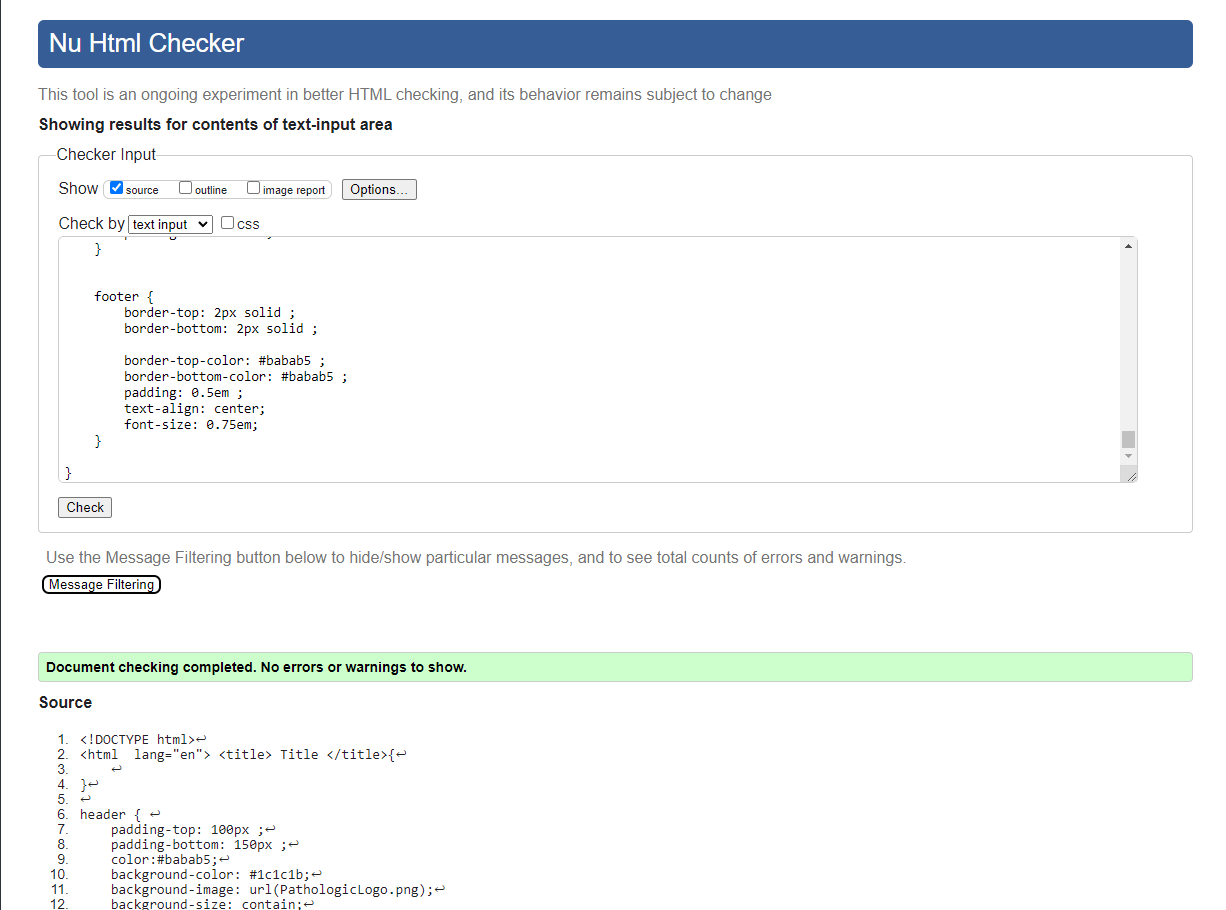 Nu Html Checker
This tool is an ongoing experiment in better HTML checking, and its behavior remains subject to change
Showing results for contents of text-input area
Checker Input
Show source outline image report Options...
Check by text input css
}
footer {
border-top: 2px solid ;
border-bottom: 2px solid ;
border-top-color: #babab5 ;
border-bottom-color: #babab5 ;
padding: 0.5em ;
text-align: center;
font-size: 0.75em;
}
}
Check
Use the Message Filtering button below to hide/show particular messages, and to see total counts of errors and warnings.
Message Filtering
Document checking completed. No errors or warnings to show.
Source
1. <!DOCTYPE html>↩
2. <html  lang="en"> <title> Title </title>{↩
3. ↩
4. }↩
5. ↩
6. header { ↩
7. padding-top: 100px ;↩
8. padding-bottom: 150px ;↩
9. color:#babab5;↩
10. background-color: #1c1c1b;↩
11. background-image: url(PathologicLogo.png);↩
12. background-size: contain;↩